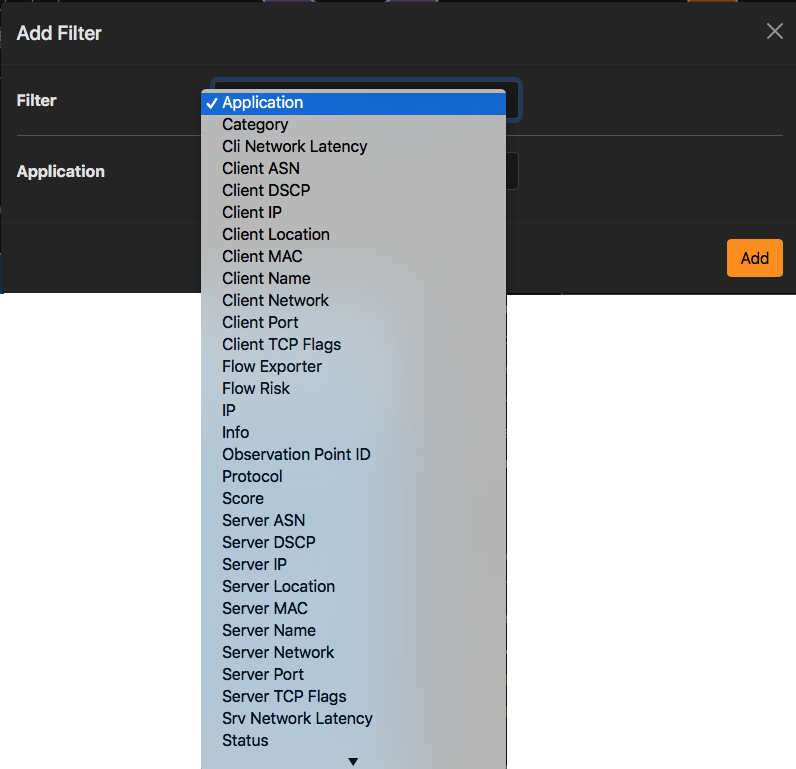 Add Filter
Filter
Application
Category
Cli Network Latency
Client ASN
Client DSCP
Client IP
Client Location
Client MAC
Client Name
Client Network
Client Port
Client TCP Flags
Flow Exporter
Flow Risk
IP
Info
Observation Point ID
Protocol
Score
Server ASN
Server DSCP
Server IP
Server Location
Server MAC
Server Name
Server Network
Server Port
Server TCP Flags
Srv Network Latency
Status
Application
Add